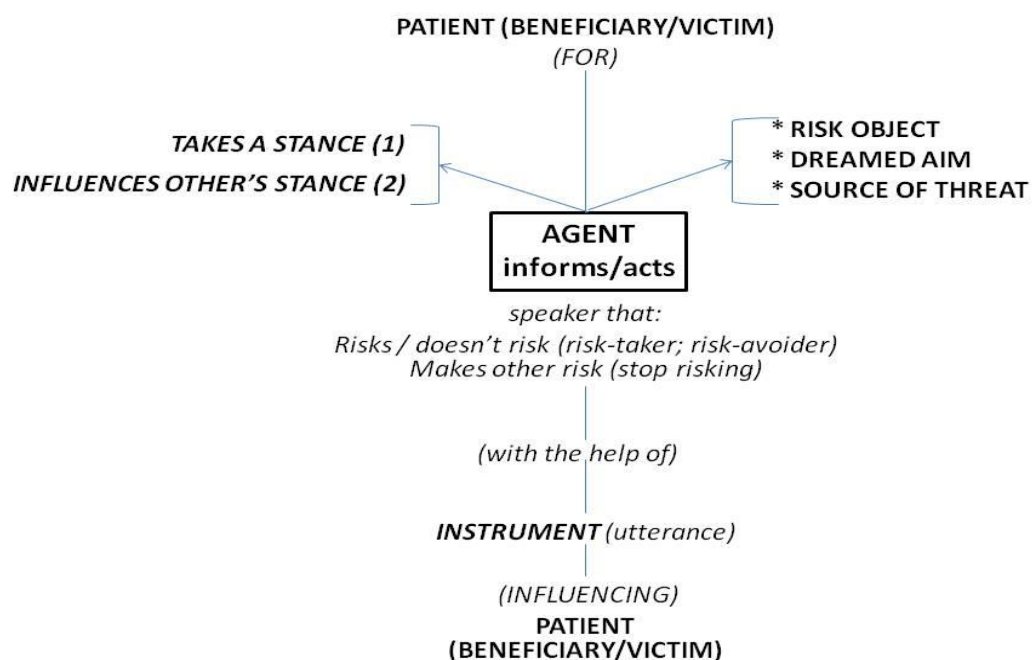 PATIENT (BENEFICIARY/VICTIM)
(FOR)
TAKES A STANCE (1)
INFLUENCES OTHER’S STANCE (2)
* RISK OBJECT
* DREAMED AIM
* SOURCE OF THREAT
AGENT
informs/acts
speaker that:
Risks / doesn’t risk (risk-taker; risk-avoider)
Makes other risk (stop risking)
(with the help of)
INSTRUMENT (utterance)
(INFLUENCING)
PATIENT
(BENEFICIARY/VICTIM)